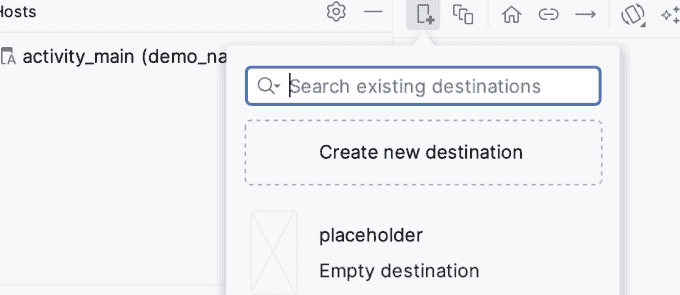 Hosts
activity_main (demo_na
Search existing destinations
Create new destination
placeholder
Empty destination